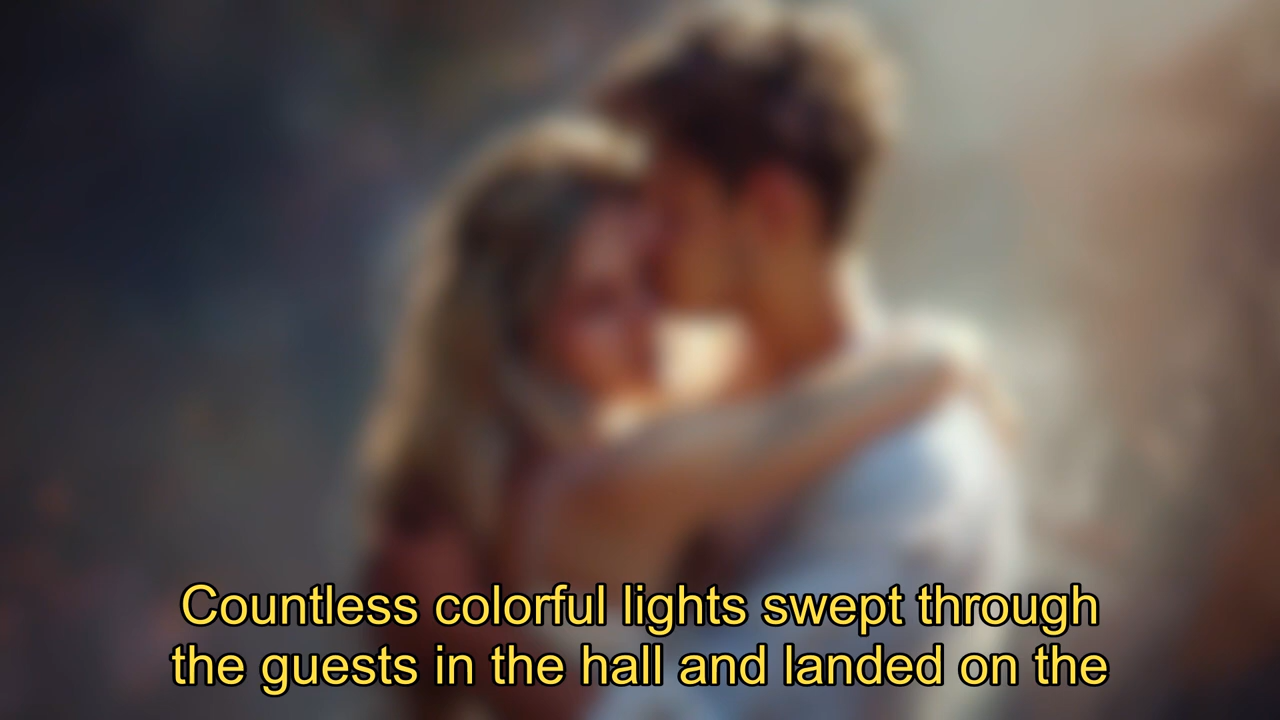 Countless colorful lights swept through
the guests in the hall and landed on the